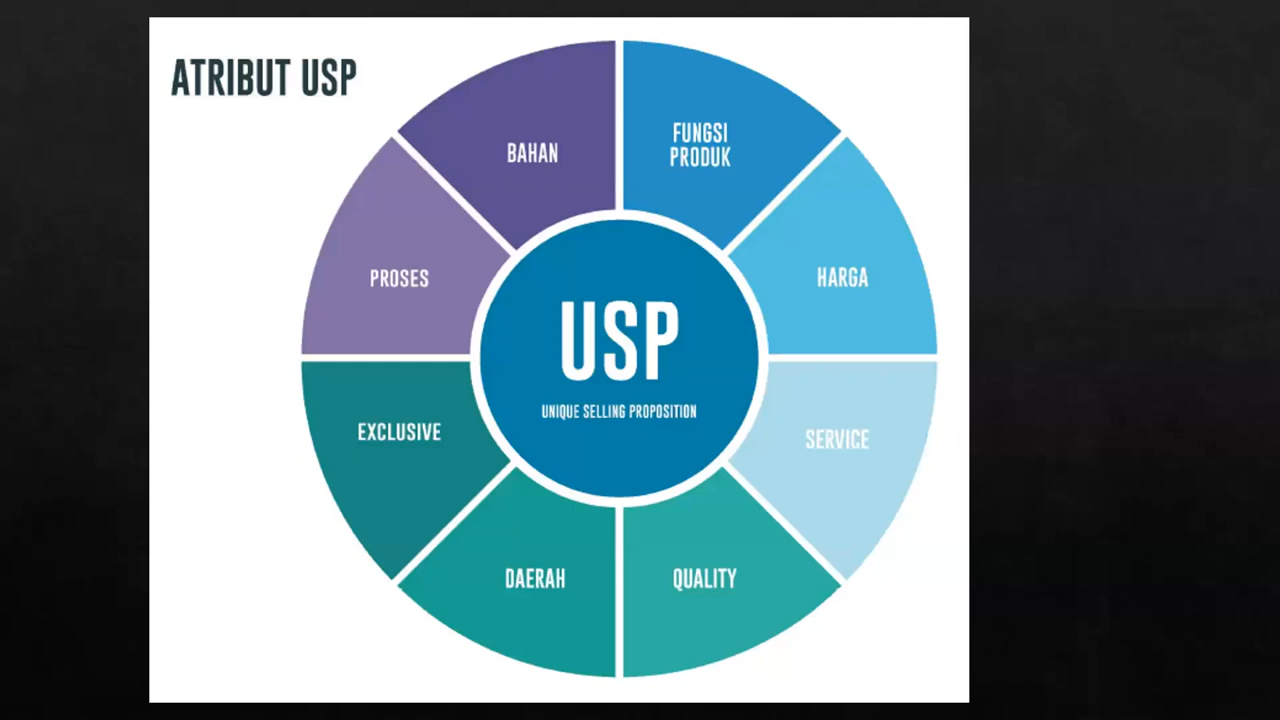 ATRIBUT USP
BAHAN
FUNGSI
PRODUK
PROSES
HARGA
USP
UNIQUE SELLING PROPOSITION
EXCLUSIVE
SERVICE
DAERAH
QUALITY